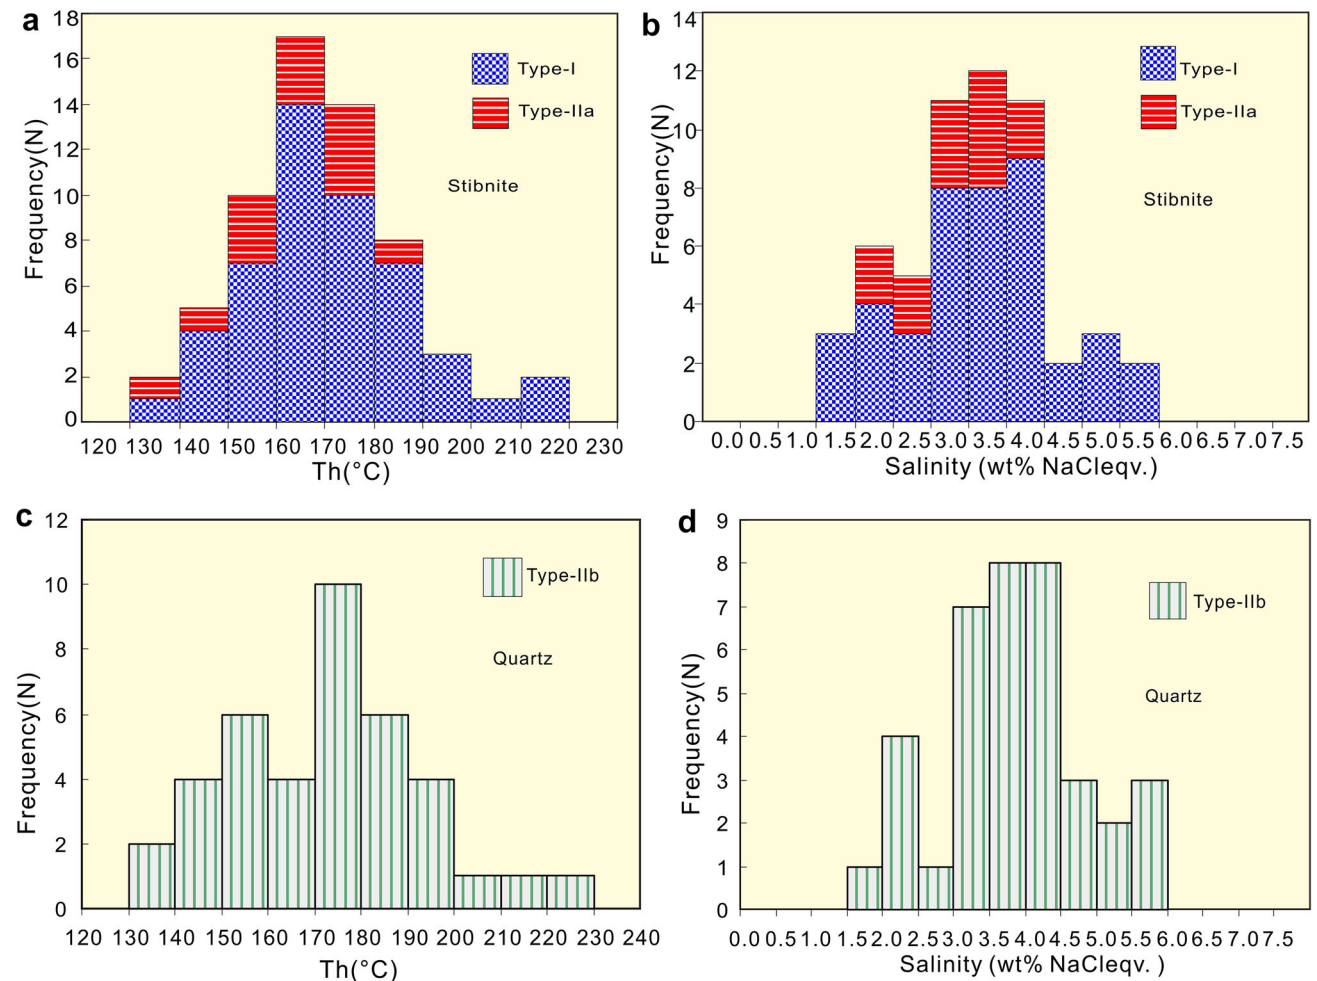 a
18
16
14
12
10
8
6
4
2
0
Frequency(N)
Type-I
Type-IIa
Stibnite
120 130 140 150 160 170 180 190 200 210 220 230
Th(°C)
b
14
12
10
8
6
4
2
0
Frequency(N)
Type-I
Type-IIa
Stibnite
0.0 0.5 1.0 1.5 2.0 2.5 3.0 3.5 4.0 4.5 5.0 5.5 6.0 6.5 7.0 7.5
Salinity (wt% NaCleqv.)
c
12
10
8
6
4
2
0
Frequency(N)
Type-IIb
Quartz
120 130 140 150 160 170 180 190 200 210 220 230 240
Th(°C)
d
9
8
7
6
5
4
3
2
1
0
Frequency(N)
Type-IIb
Quartz
0.0 0.5 1.0 1.5 2.0 2.5 3.0 3.5 4.0 4.5 5.0 5.5 6.0 6.5 7.0 7.5
Salinity (wt% NaCleqv. )